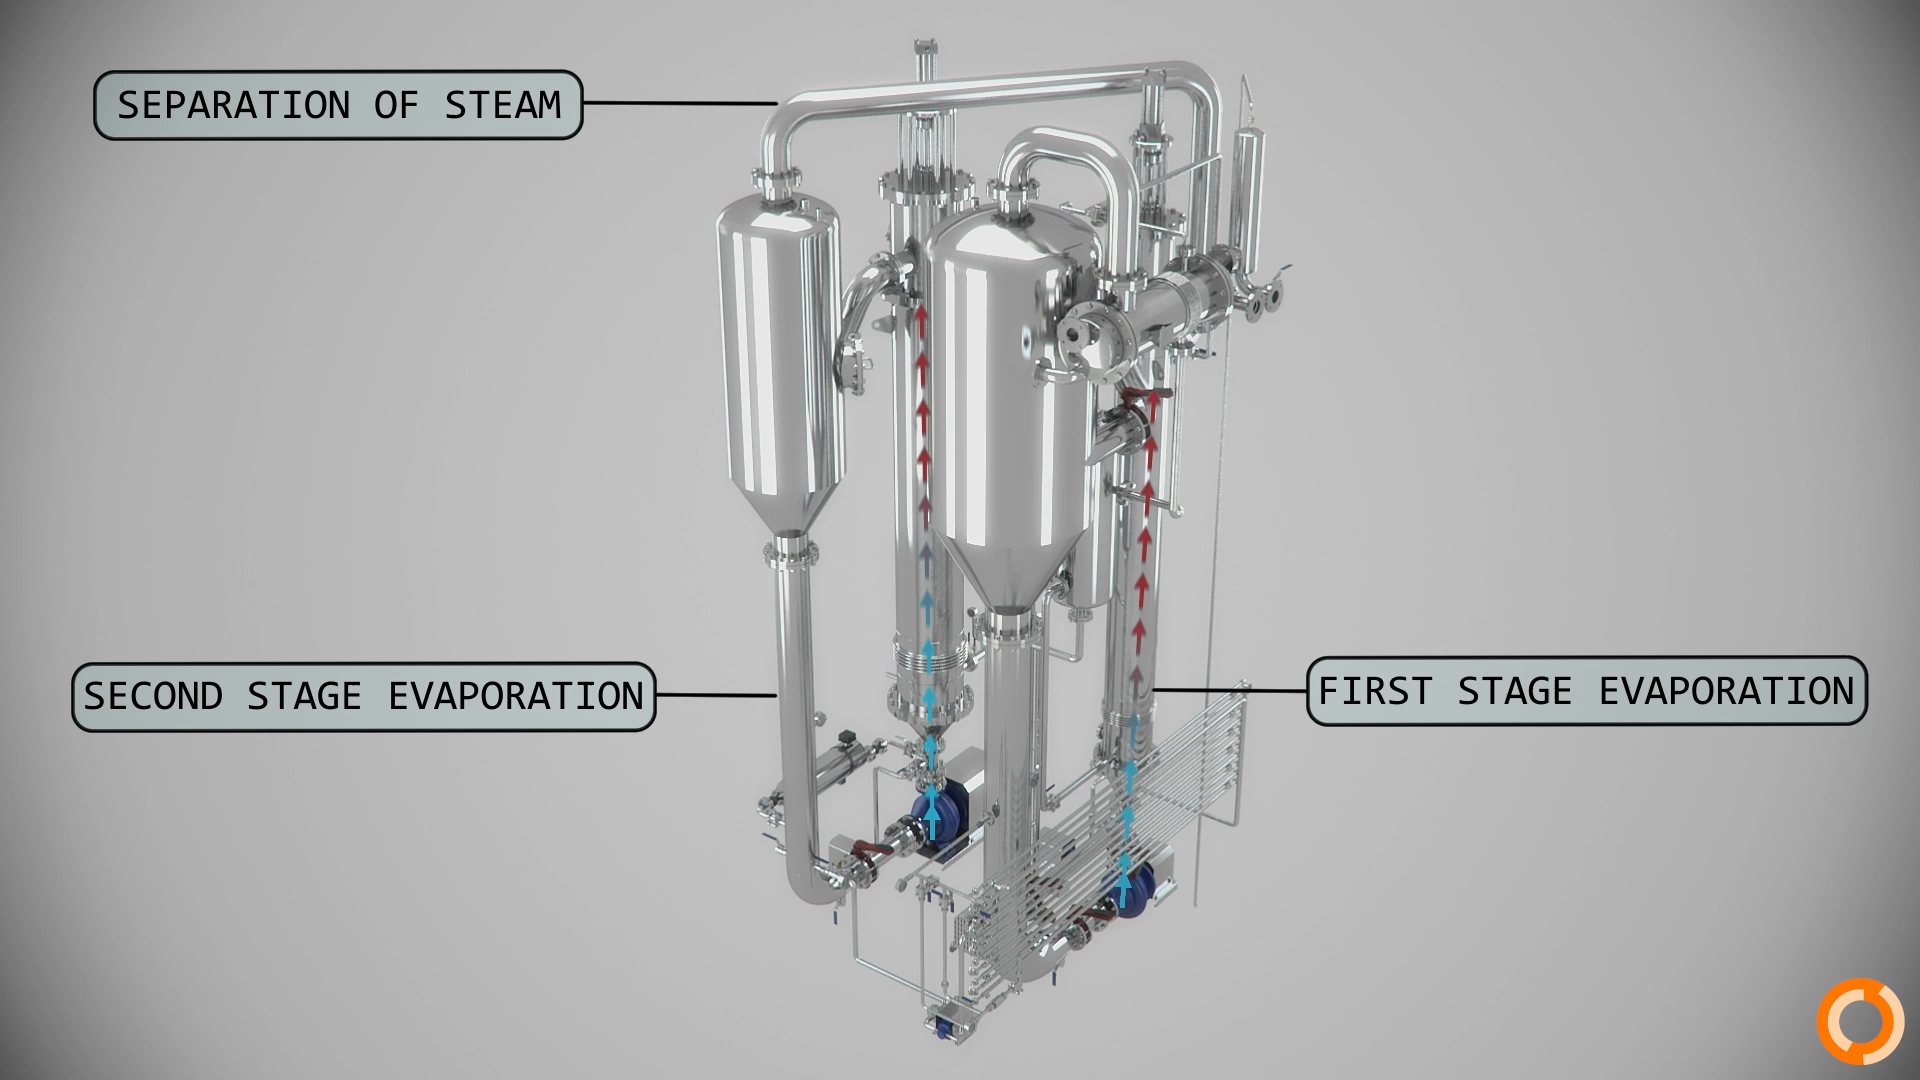 SEPARATION OF STEAM
SECOND STAGE EVAPORATION
FIRST STAGE EVAPORATION